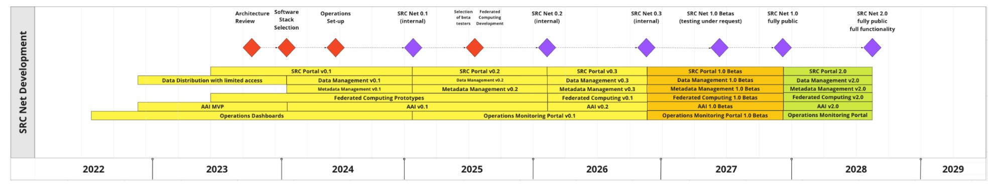 SRC Net Development
Architecture
Review
Software
Stack
Selection
Operations
Set-up
SRC Net 0.1
(internal)
Selection
of beta
testers
Federated
Computing
Development
SRC Net 0.2
(internal)
SRC Net 0.3
(internal)
SRC Net 1.0 Betas
(testing under request)
SRC Net 1.0
fully public
SRC Net 2.0
fully public
full functionality
SRC Portal v0.1
SRC Portal v0.2
SRC Portal v0.3
SRC Portal 1.0 Betas
SRC Portal 2.0
Data Distribution with limited access
Data Management v0.1
Data Management v0.2
Data Management v0.3
Data Management 1.0 Betas
Data Management v2.0
Metadata Management v0.1
Metadata Management v0.2
Metadata Management v0.3
Metadata Management 1.0 Betas
Metadata Management v2.0
Federated Computing Prototypes
Federated Computing v0.1
Federated Computing 1.0 Betas
Federated Computing v2.0
AAI MVP
AAI v0.1
AAI v0.2
AAI 1.0 Betas
AAI v2.0
Operations Dashboards
Operations Monitoring Portal v0.1
Operations Monitoring Portal 1.0 Betas
Operations Monitoring Portal
2022
2023
2024
2025
2026
2027
2028
2029